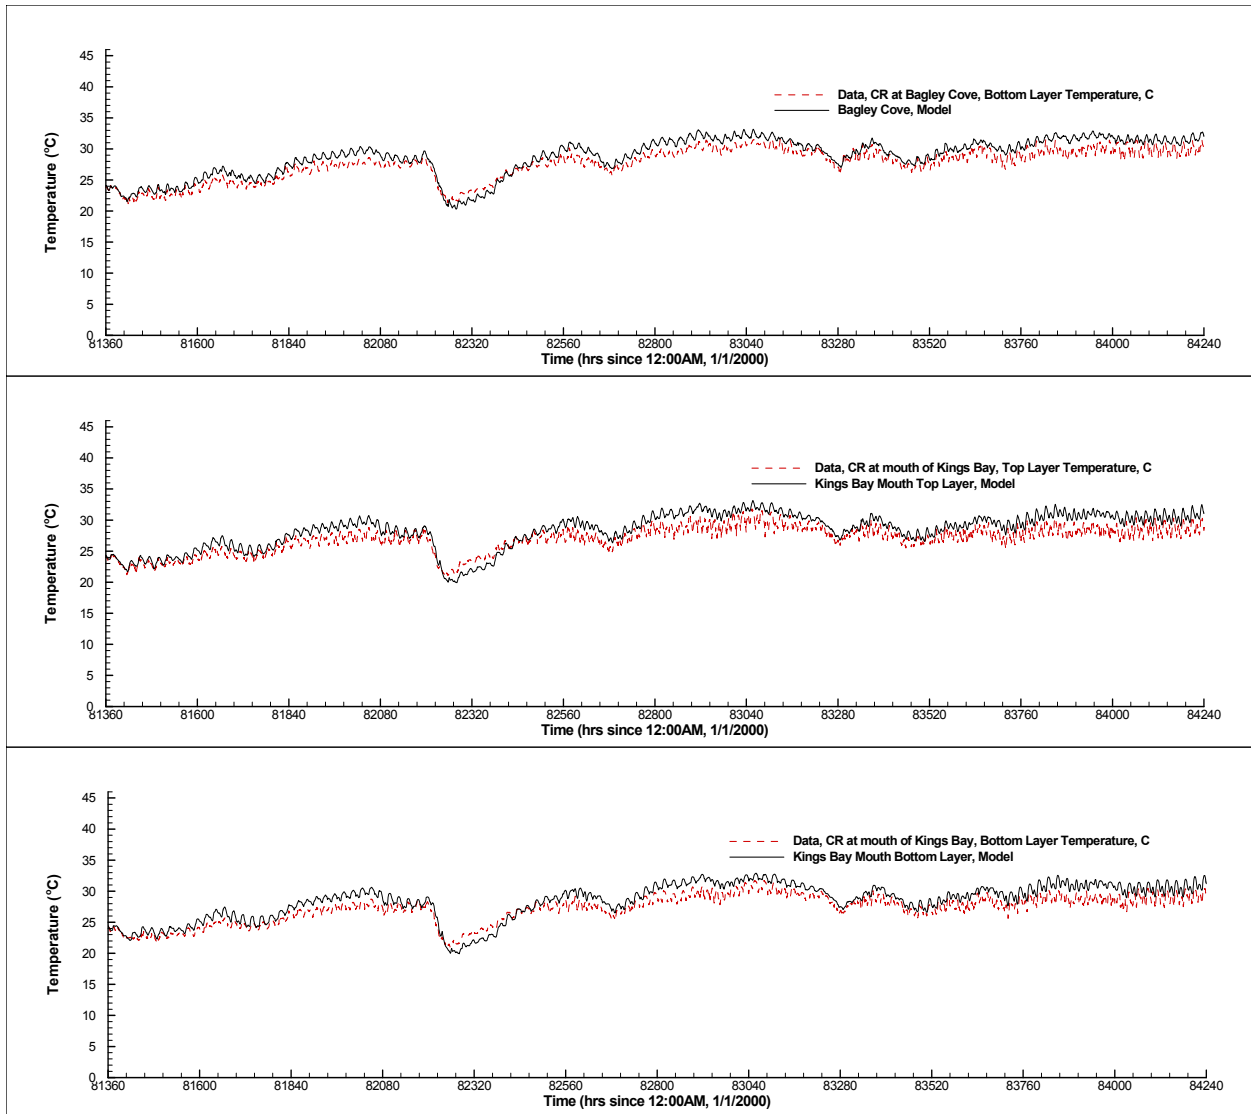 45
40
35
30
25
20
15
10
5
0
Temperature (°C)
Data, CR at Bagley Cove, Bottom Layer Temperature, C
Bagley Cove, Model
81360 81600 81840 82080 82320 82560 82800 83040 83280 83520 83760 84000 84240
Time (hrs since 12:00AM, 1/1/2000)
45
40
35
30
25
20
15
10
5
0
Temperature (°C)
Data, CR at mouth of Kings Bay, Top Layer Temperature, C
Kings Bay Mouth Top Layer, Model
81360 81600 81840 82080 82320 82560 82800 83040 83280 83520 83760 84000 84240
Time (hrs since 12:00AM, 1/1/2000)
45
40
35
30
25
20
15
10
5
0
Temperature (°C)
Data, CR at mouth of Kings Bay, Bottom Layer Temperature, C
Kings Bay Mouth Bottom Layer, Model
81360 81600 81840 82080 82320 82560 82800 83040 83280 83520 83760 84000 84240
Time (hrs since 12:00AM, 1/1/2000)